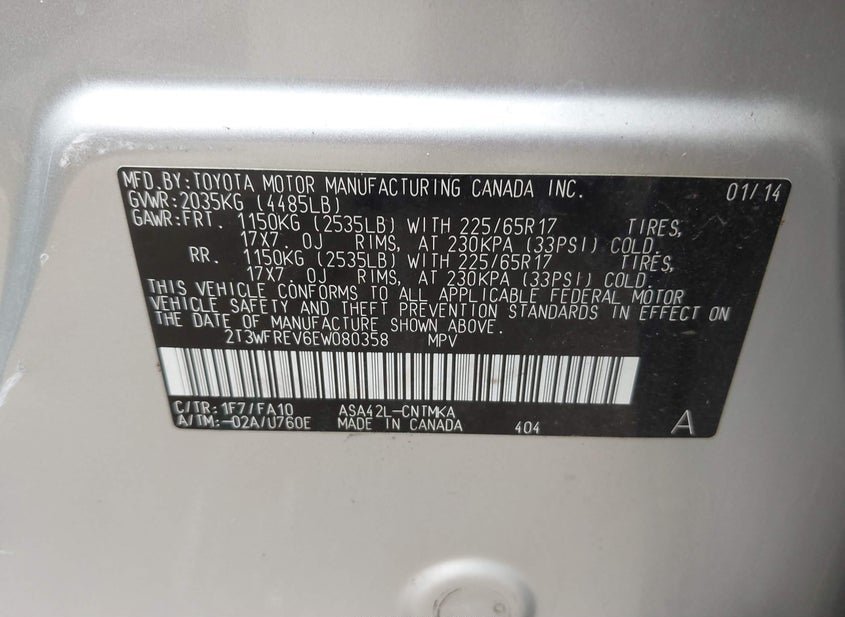 MFD.BY:TOYOTA MOTOR MANUFACTURING CANADA INC. 01/14
GVWR:2035KG (4485LB)
GAWR:FRT. 1150KG (2535LB) WITH 225/65R17 TIRES,
17X7. 0J RIMS, AT 230KPA (33PSI) COLD.
RR. 1150KG (2535LB) WITH 225/65R17 TIRES,
17X7. 0J RIMS, AT 230KPA (33PSI) COLD.
THIS VEHICLE CONFORMS TO ALL APPLICABLE FEDERAL MOTOR
VEHICLE SAFETY AND THEFT PREVENTION STANDARDS IN EFFECT ON
THE DATE OF MANUFACTURE SHOWN ABOVE.
2T3WFREV6EW080358 MPV
C/TR: 1F7/FA10 ASA42L-CNTMKA
A/TM:-02A/U760E MADE IN CANADA 404 A